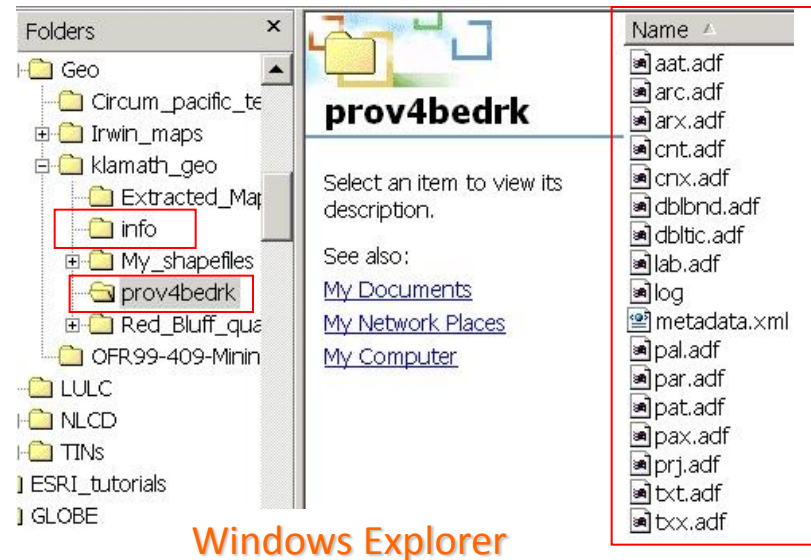 Folders
Geo
Circum_pacific_te
Irwin_maps
klamath_geo
Extracted_Map
info
My_shapefiles
prov4bedrk
Red_Bluff_qua
OFR99-409-Minin
LULC
NLCD
TINs
ESRI_tutorials
GLOBE
prov4bedrk
Select an item to view its
description.
See also:
My Documents
My Network Places
My Computer
Name
aat.adf
arc.adf
arx.adf
cnt.adf
cnx.adf
dblbnd.adf
dbltic.adf
lab.adf
log
metadata.xml
pal.adf
par.adf
pat.adf
pax.adf
prj.adf
txt.adf
txx.adf
Windows Explorer